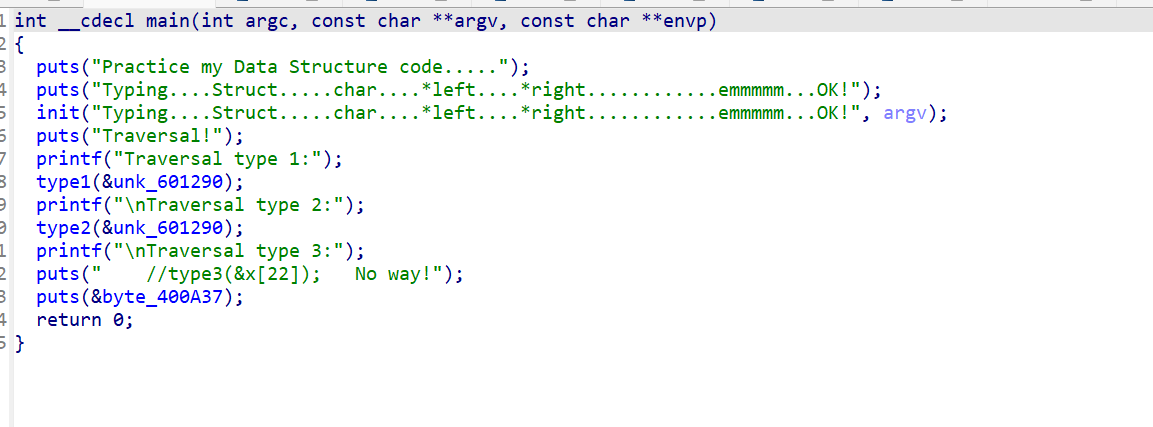 1 int __cdecl main(int argc, const char **argv, const char **envp)
2 {
3   puts("Practice my Data Structure code.....");
4   puts("Typing....Struct.....char....*left....*right............emmmmm...OK!");
5   init("Typing....Struct.....char....*left....*right............emmmmm...OK!", argv);
6   puts("Traversal!");
7   printf("Traversal type 1:");
8   type1(&unk_601290);
9   printf("\nTraversal type 2:");
0   type2(&unk_601290);
1   printf("\nTraversal type 3:");
2   puts("    //type3(&x[22]);   No way!");
3   puts(&byte_400A37);
4   return 0;
5 }